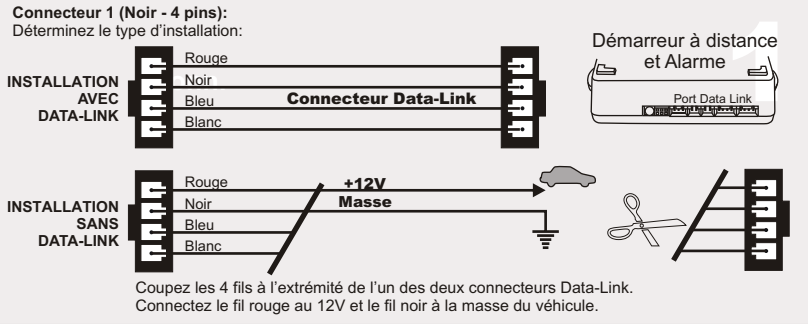 Connecteur 1 (Noir - 4 pins):
Déterminez le type d'installation:
INSTALLATION
AVEC
DATA-LINK
Rouge
Noir
Bleu
Blanc
Connecteur Data-Link
Démarreur à distance
et Alarme
1
Port Data Link
INSTALLATION
SANS
DATA-LINK
Rouge
Noir
Bleu
Blanc
+12V
Masse
Coupez les 4 fils à l'extrémité de l'un des deux connecteurs Data-Link.
Connectez le fil rouge au 12V et le fil noir à la masse du véhicule.